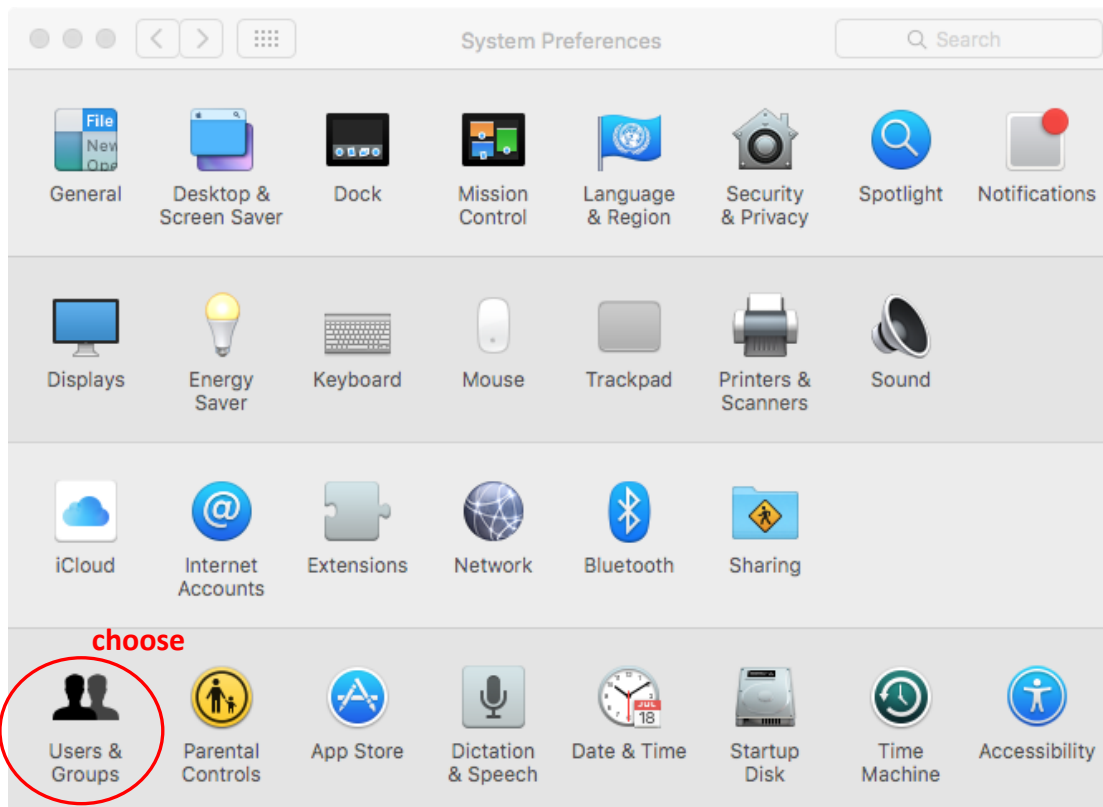 System Preferences
Search
File
New
Ope
General
Desktop &
Screen Saver
Dock
Mission
Control
Language
& Region
Security
& Privacy
Spotlight
Notifications
Displays
Energy
Saver
Keyboard
Mouse
Trackpad
Printers &
Scanners
Sound
iCloud
@
Internet
Accounts
Extensions
Network
Bluetooth
Sharing
choose
Users &
Groups
Parental
Controls
App Store
Dictation
& Speech
JUL
18
Date & Time
Startup
Disk
Time
Machine
Accessibility